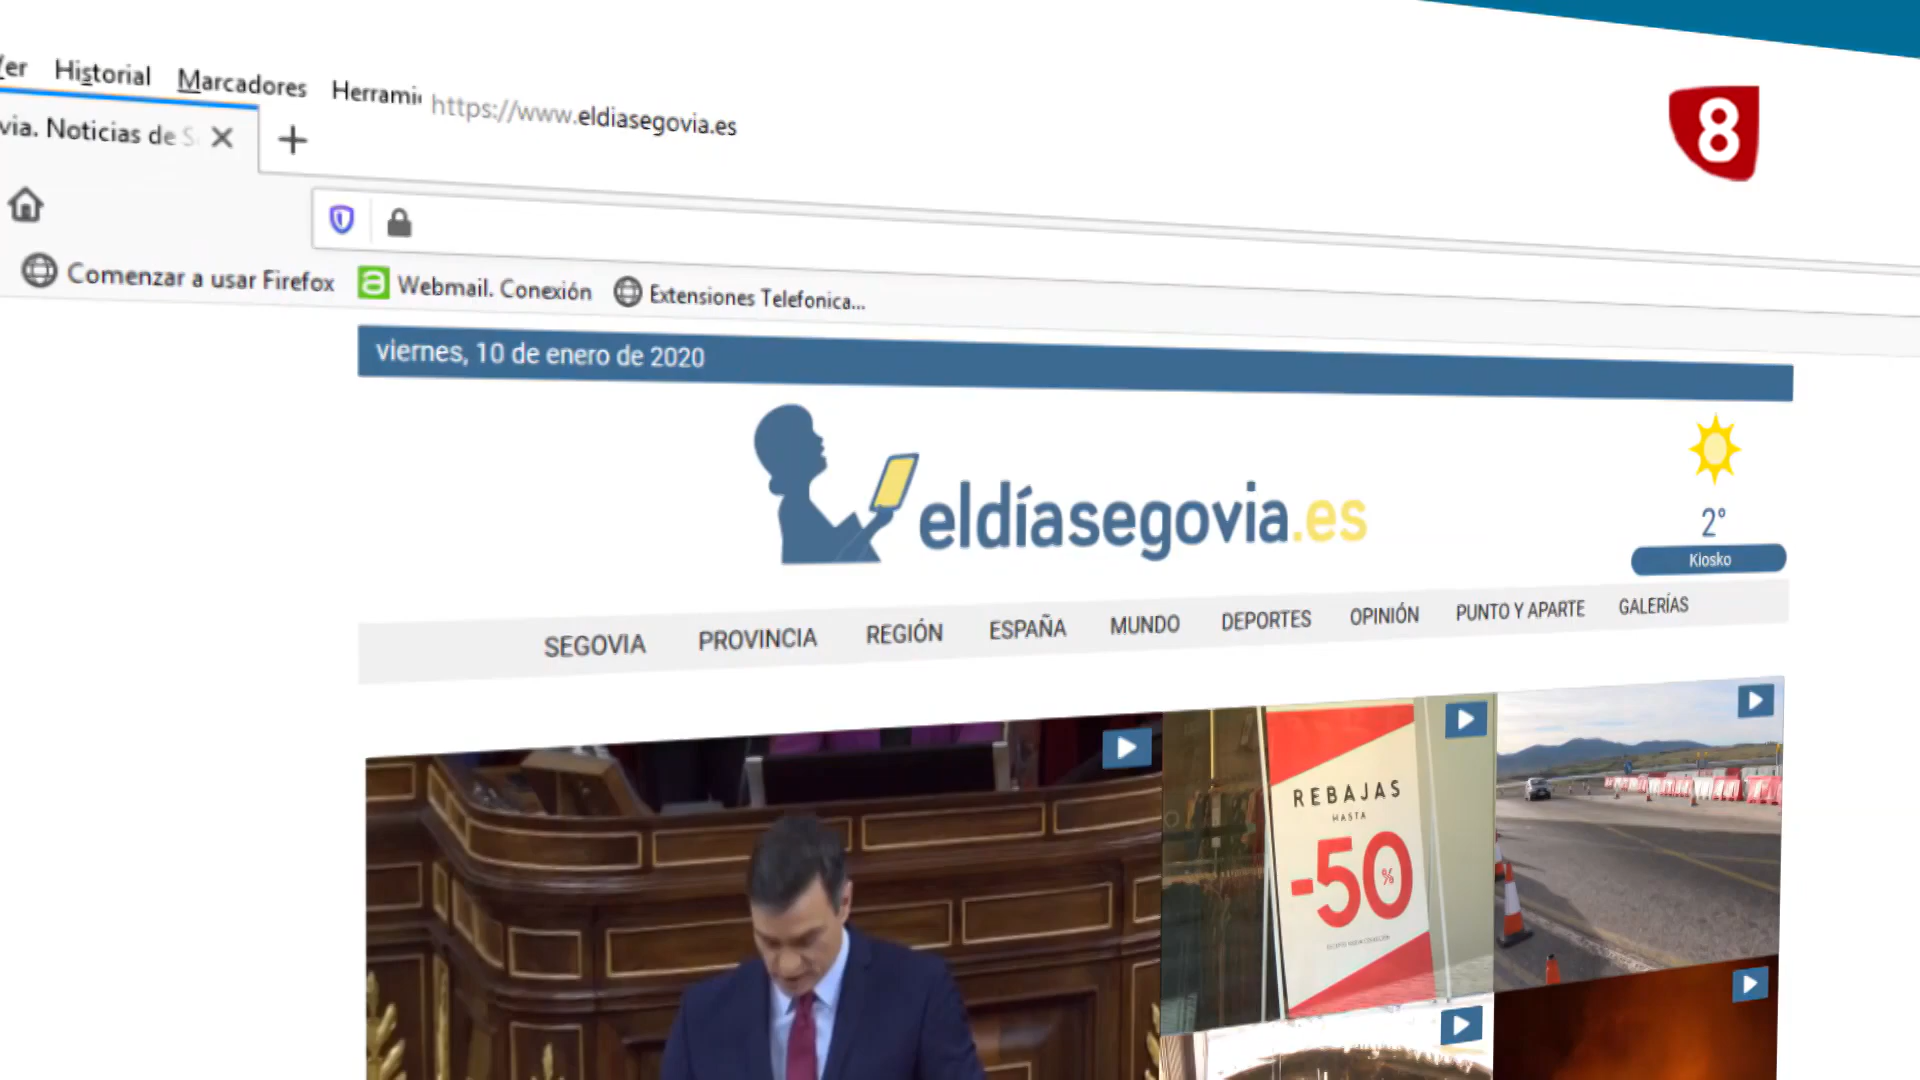 Ver Historial Marcadores Herrami
https://www.eldiasegovia.es
8
via. Noticias de S
Comenzar a usar Firefox
a Webmail. Conexión
Extensiones Telefonica...
viernes, 10 de enero de 2020
eldíasegovia.es
2°
Kiosko
SEGOVIA PROVINCIA REGIÓN ESPAÑA MUNDO DEPORTES OPINIÓN PUNTO Y APARTE GALERÍAS
REBAJAS
HASTA
-50%